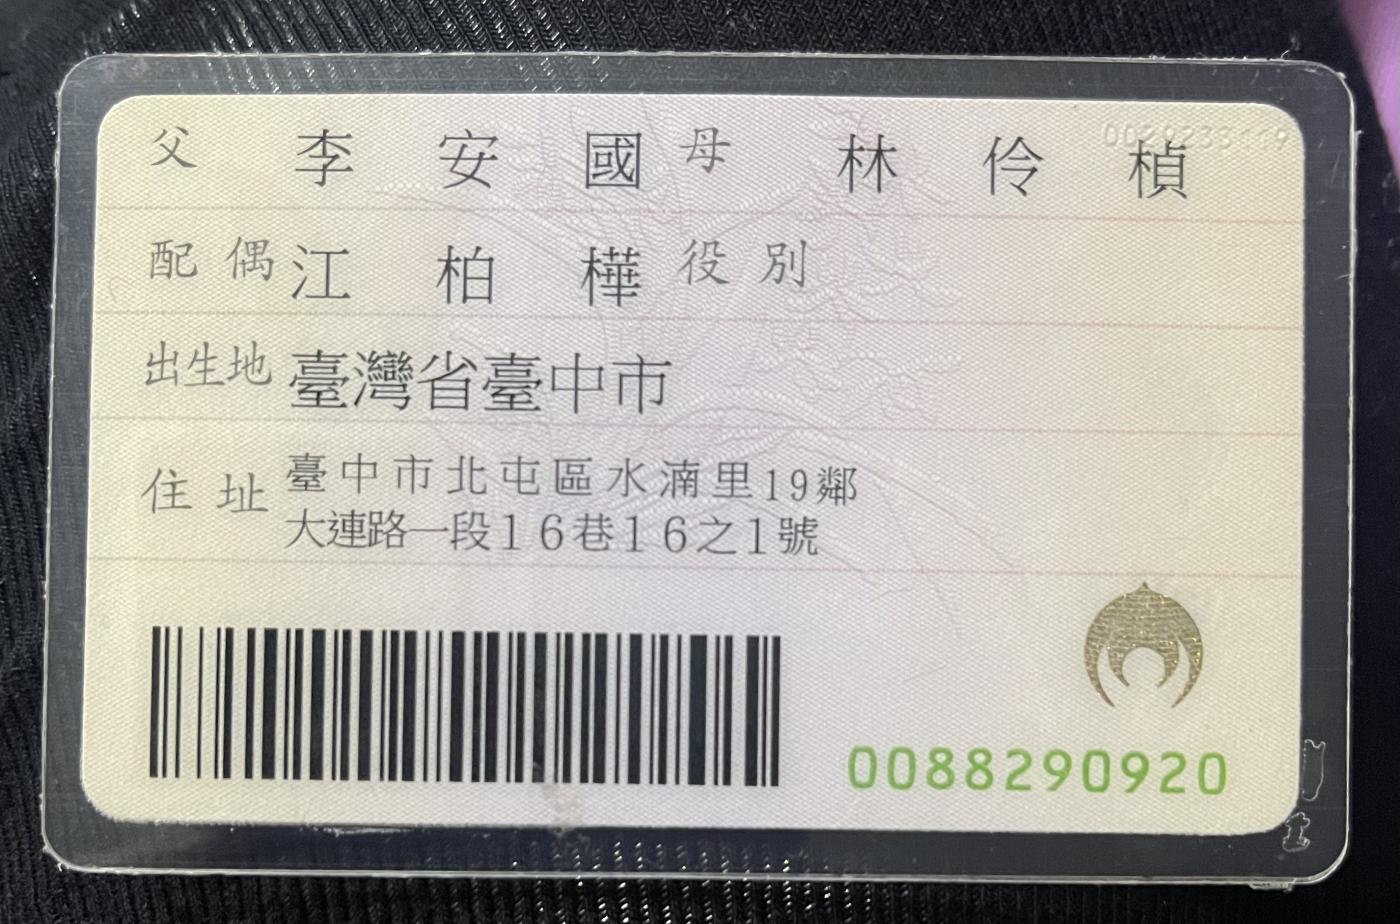 父 李安國 母 林伶楨
配偶 江柏樺 役別
出生地 臺灣省臺中市
住址 臺中市北屯區水湳里19鄰
大連路一段16巷16之1號
0088290920